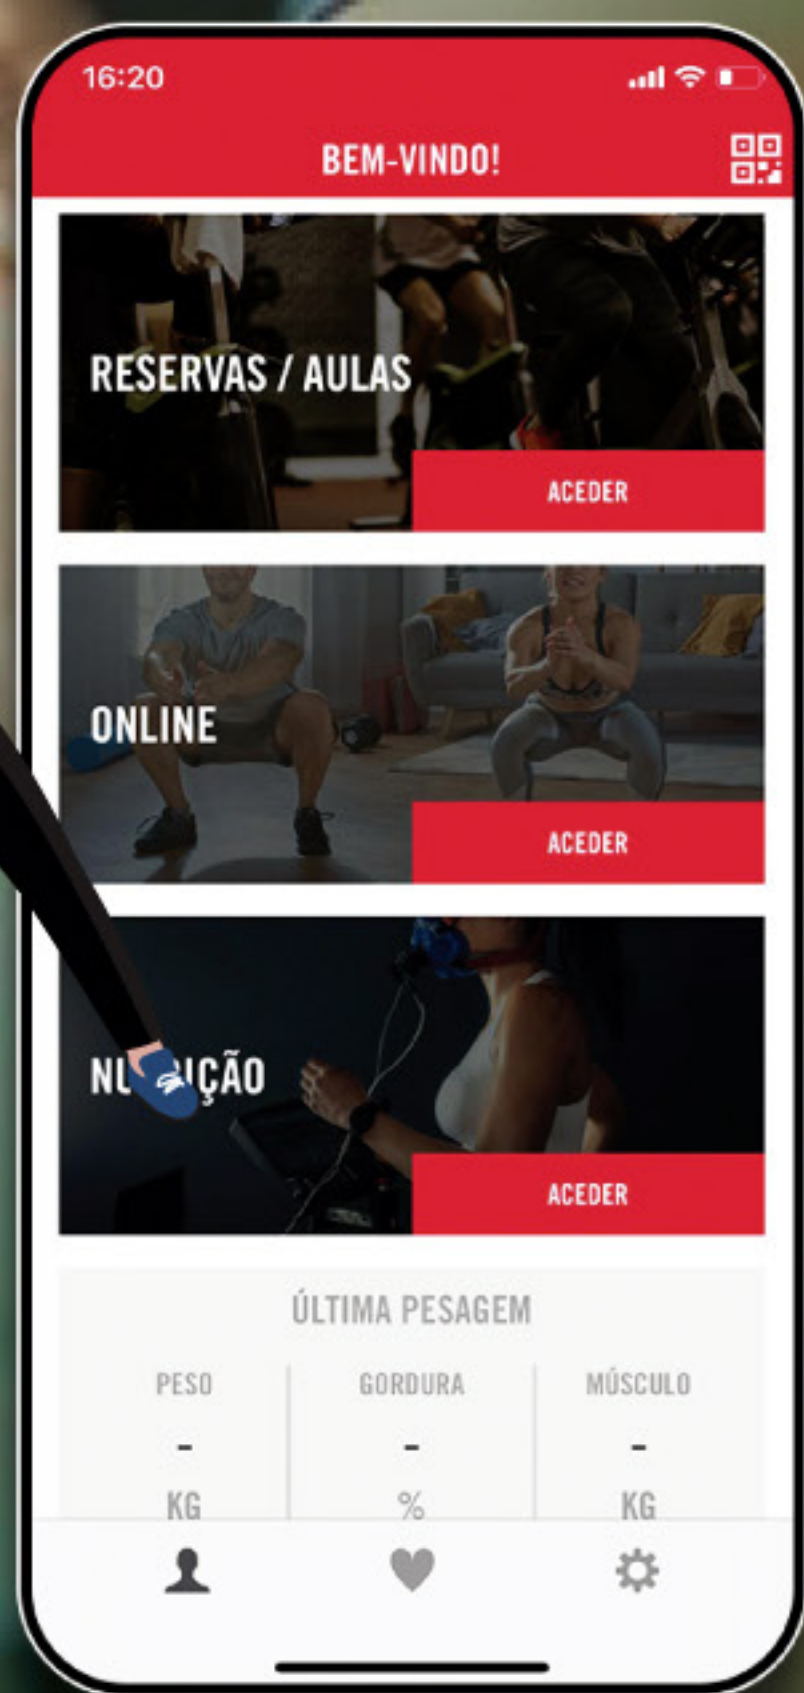 16:20
BEM-VINDO!
RESERVAS / AULAS
ACEDER
ONLINE
ACEDER
ACEDER
ÚLTIMA PESAGEM
PESO GORDURA MÚSCULO
- - -
KG % KG